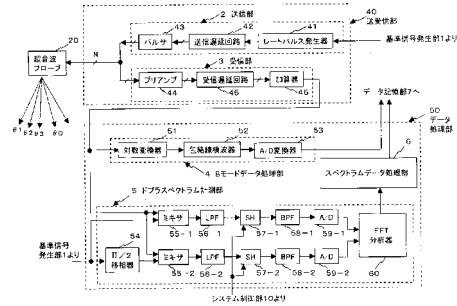 2 送信部
40
送受信部
43
42
41
パルサ
送信遅延回路
レートパルス発生器
20
超音波プローブ
N
基準信号発生部1より
3 受信部
プリアンプ
受信遅延回路
加算器
44
45
46
θ1 θ2 θ3 θ0
データ記憶部7へ
50
データ処理部
51
52
53
対数変換器
包絡線検波器
A/D変換器
4 Bモードデータ処理部
6
スペクトラムデータ処理部
5 ドプラスペクトラム計測部
ミキサ
LPF
SH
BPF
A/D
55-1
56-1
57-1
58-1
59-1
FFT分析器
60
基準信号発生部1より
54
Π/2移相器
ミキサ
LPF
SH
BPF
A/D
55-2
56-2
57-2
58-2
59-2
システム制御部10より